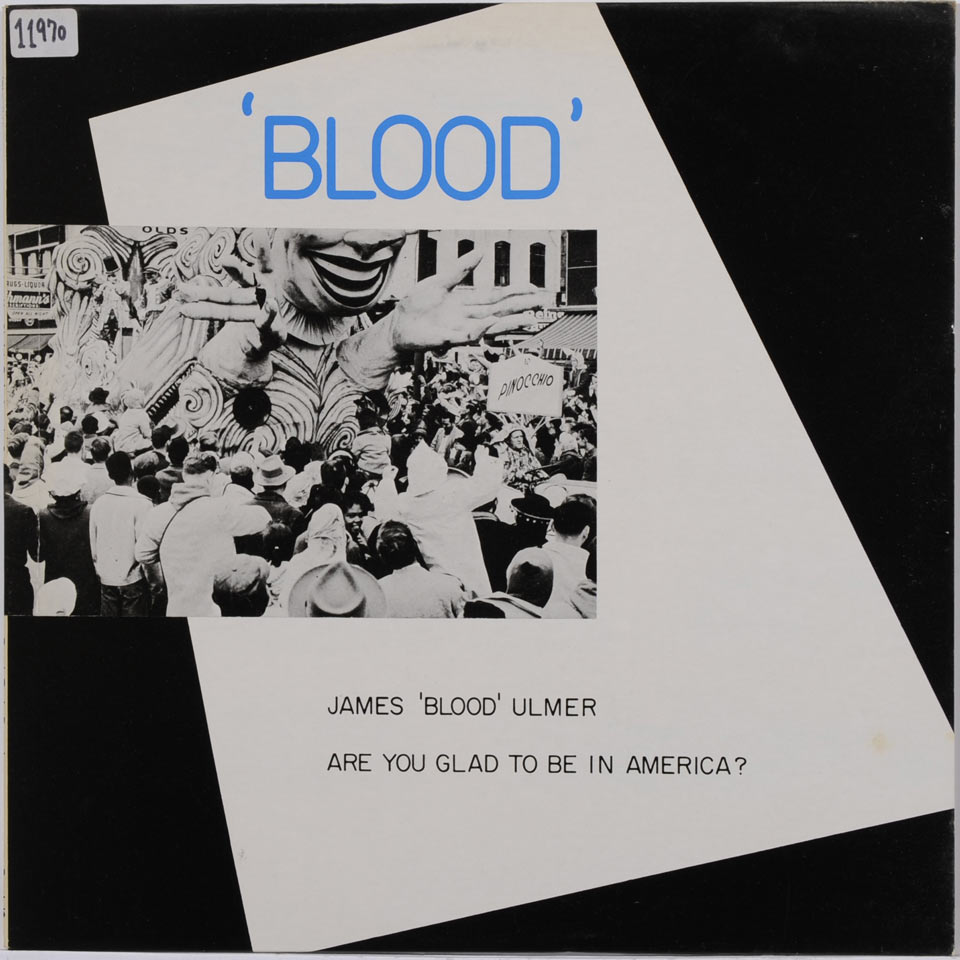 11970
'BLOOD'
OLDS
PINOCCHIO
JAMES 'BLOOD' ULMER
ARE YOU GLAD TO BE IN AMERICA?